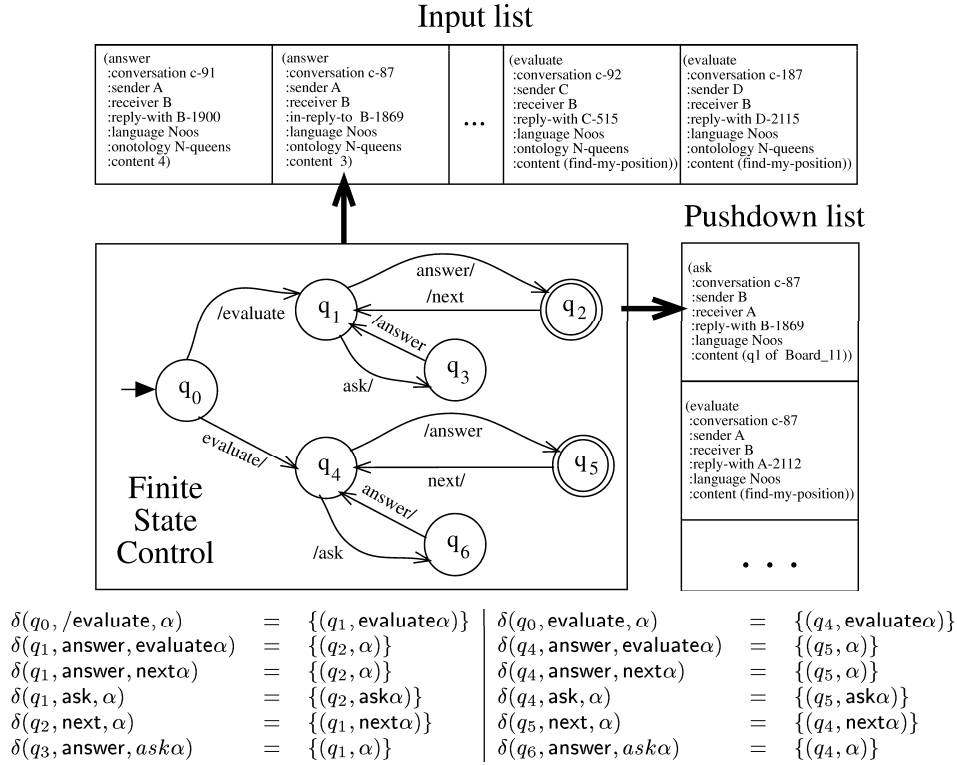 Input list
(answer
:conversation c-91
:sender A
:receiver B
:reply-with B-1900
:language Noos
:onotology N-queens
:content 4)
(answer
:conversation c-87
:sender A
:receiver B
:in-reply-to B-1869
:language Noos
:ontology N-queens
:content 3)
...
(evaluate
:conversation c-92
:sender C
:receiver B
:reply-with C-515
:language Noos
:ontology N-queens
:content (find-my-position))
(evaluate
:conversation c-187
:sender D
:receiver B
:reply-with D-2115
:language Noos
:ontology N-queens
:content (find-my-position))
Pushdown list
(ask
:conversation c-87
:sender B
:receiver A
:reply-with B-1869
:language Noos
:content (q1 of Board_11))
(evaluate
:conversation c-87
:sender A
:receiver B
:reply-with A-2112
:language Noos
:content (find-my-position))
. . .
/evaluate
q1
answer/
/next
q2
/answer
q3
ask/
q0
evaluate/
q4
/answer
next/
q5
answer/
q6
/ask
Finite
State
Control
δ(q0, /evaluate, α) = {(q1, evaluateα)}
δ(q1, answer, evaluateα) = {(q2, α)}
δ(q1, answer, nextα) = {(q2, α)}
δ(q1, ask, α) = {(q2, askα)}
δ(q2, next, α) = {(q1, nextα)}
δ(q3, answer, askα) = {(q1, α)}
δ(q0, evaluate, α) = {(q4, evaluateα)}
δ(q4, answer, evaluateα) = {(q5, α)}
δ(q4, answer, nextα) = {(q5, α)}
δ(q4, ask, α) = {(q5, askα)}
δ(q5, next, α) = {(q4, nextα)}
δ(q6, answer, askα) = {(q4, α)}